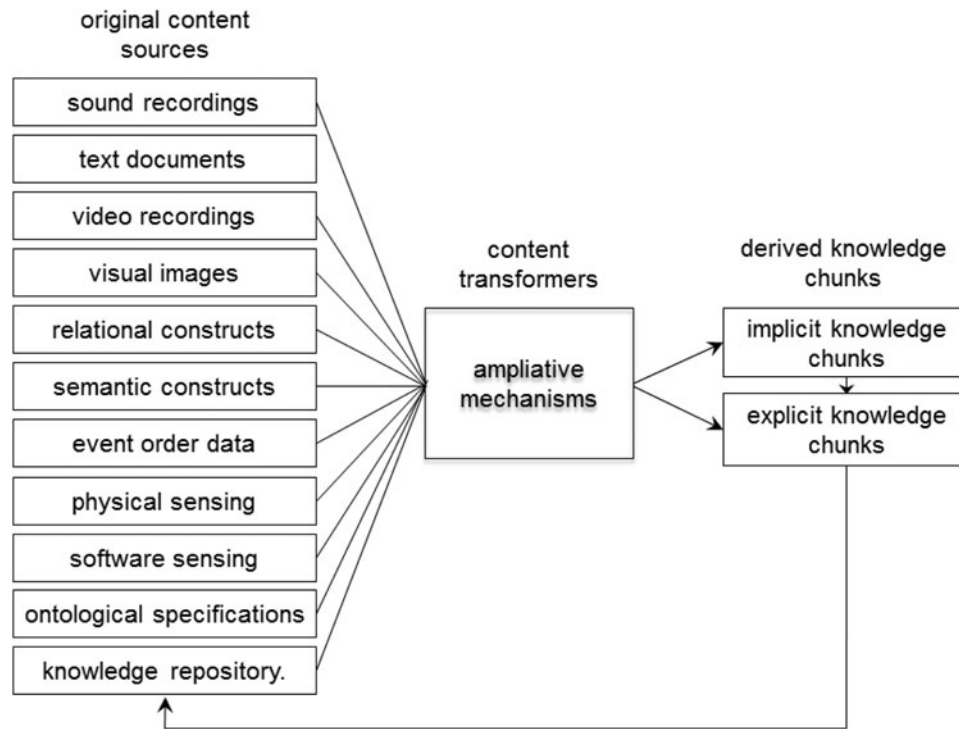 original content
sources
sound recordings
text documents
video recordings
visual images
relational constructs
semantic constructs
event order data
physical sensing
software sensing
ontological specifications
knowledge repository.
content
transformers
ampliative
mechanisms
derived knowledge
chunks
implicit knowledge
chunks
explicit knowledge
chunks